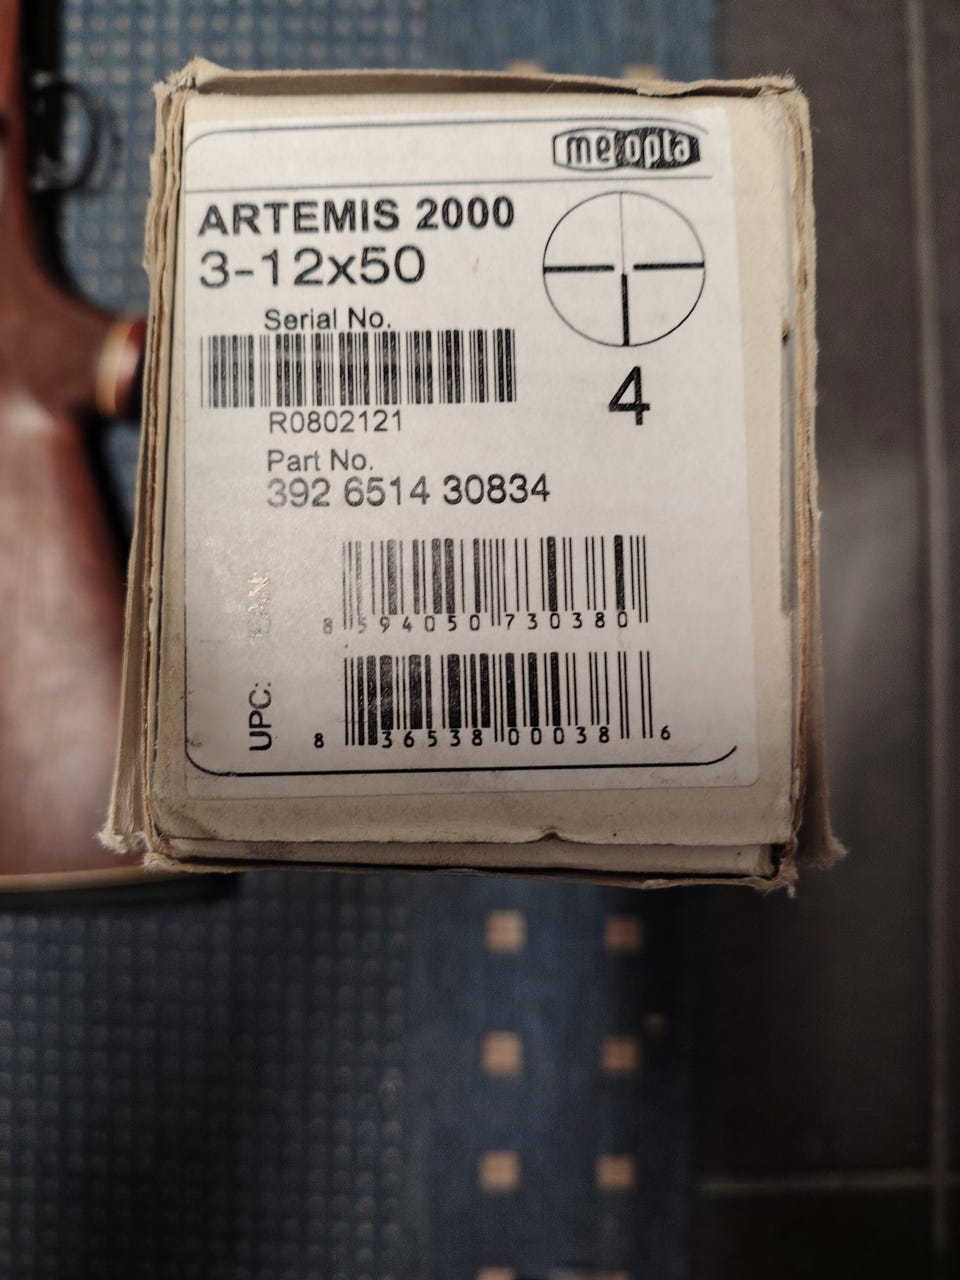 meopta
ARTEMIS 2000
3-12x50
Serial No.
R0802121
4
Part No.
392 6514 30834
EAN:
8 594050 730380
UPC:
8 36538 00038 6